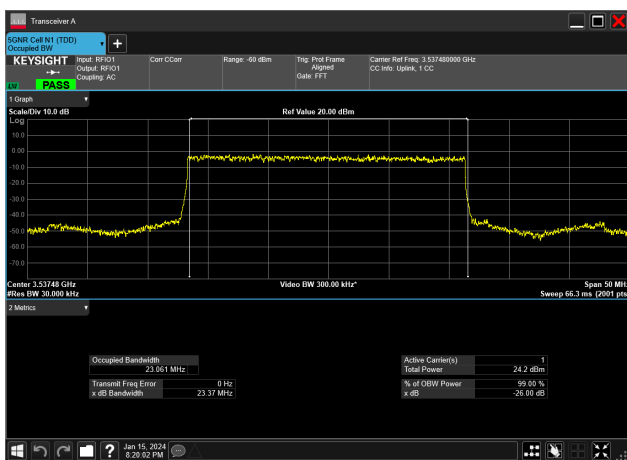 Transceiver A
5GNR Cell N1 (TDD)
Occupied BW
KEYSIGHT
LXI
PASS
Input: RFIO1
Output: RFIO1
Coupling: AC
Corr CCorr
Range: -60 dBm
Trig: Prot Frame
Aligned
Gate: FFT
Carrier Ref Freq: 3.537480000 GHz
CC Info: Uplink, 1 CC
1 Graph
Scale/Div 10.0 dB
Ref Value 20.00 dBm
Log
10.0
0.00
-10.0
-20.0
-30.0
-40.0
-50.0
-60.0
-70.0
Center 3.53748 GHz
Video BW 300.00 kHz*
Span 50 MH
#Res BW 30.000 kHz
Sweep 66.3 ms (2001 pts
2 Metrics
Occupied Bandwidth
23.061 MHz
Active Carrier(s) 1
Total Power 24.2 dBm
Transmit Freq Error 0 Hz
x dB Bandwidth 23.37 MHz
% of OBW Power 99.00 %
x dB -26.00 dB
Jan 15, 2024
8:20:02 PM